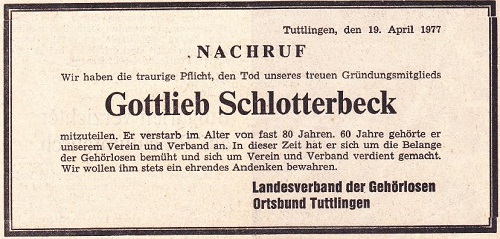 Tuttlingen, den 19. April 1977
NACHRUF
Wir haben die traurige Pflicht, den Tod unseres treuen Gründungsmitglieds
Gottlieb Schlotterbeck
mitzuteilen. Er verstarb im Alter von fast 80 Jahren. 60 Jahre gehörte er
unserem Verein und Verband an. In dieser Zeit hat er sich um die Belange
der Gehörlosen bemüht und sich um Verein und Verband verdient gemacht.
Wir wollen ihm stets ein ehrendes Andenken bewahren.
Landesverband der Gehörlosen
Ortsbund Tuttlingen